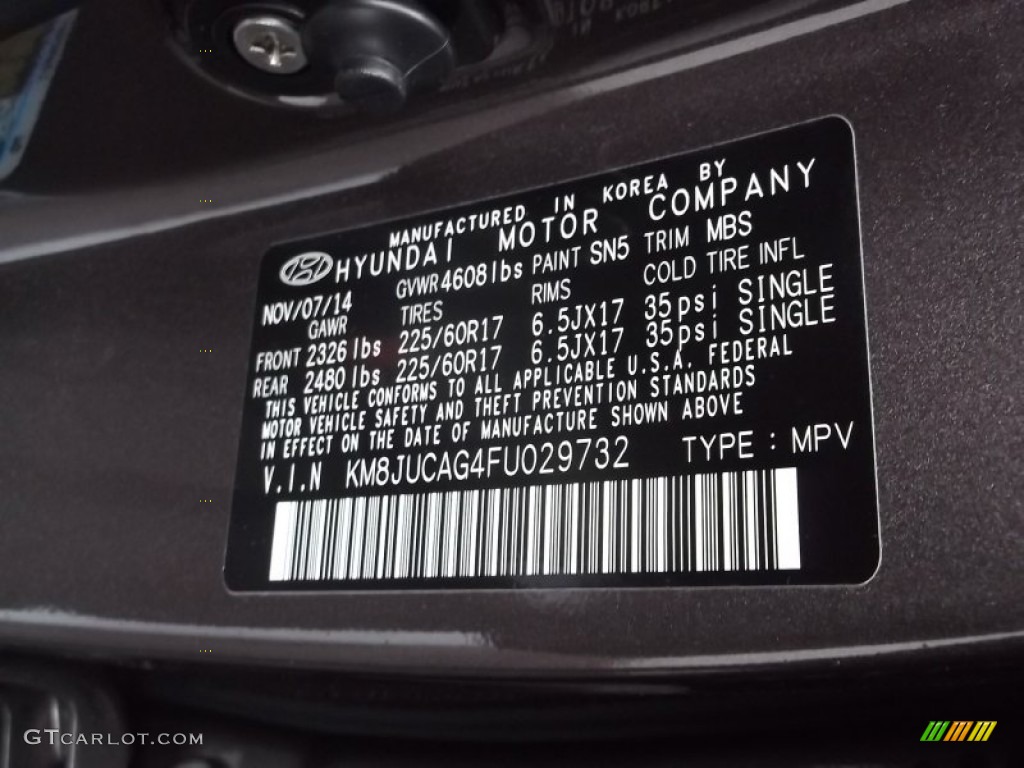 MANUFACTURED IN KOREA BY
HYUNDAI MOTOR COMPANY
NOV/07/14 GVWR 4608 lbs PAINT SN5 TRIM MBS
GAWR TIRES RIMS COLD TIRE INFL
FRONT 2326 lbs 225/60R17 6.5JX17 35psi SINGLE
REAR 2480 lbs 225/60R17 6.5JX17 35psi SINGLE
THIS VEHICLE CONFORMS TO ALL APPLICABLE U.S.A. FEDERAL
MOTOR VEHICLE SAFETY AND THEFT PREVENTION STANDARDS
IN EFFECT ON THE DATE OF MANUFACTURE SHOWN ABOVE
V.I.N KM8JUCAG4FU029732 TYPE : MPV
GTCARLOT.COM